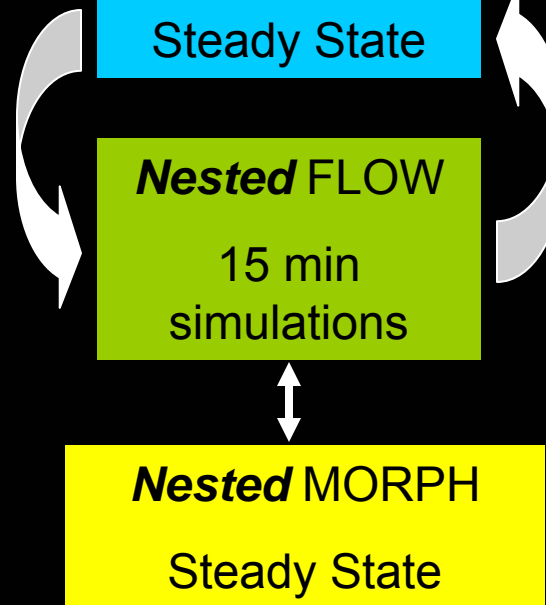 Steady State
Nested FLOW
15 min
simulations
Nested MORPH
Steady State